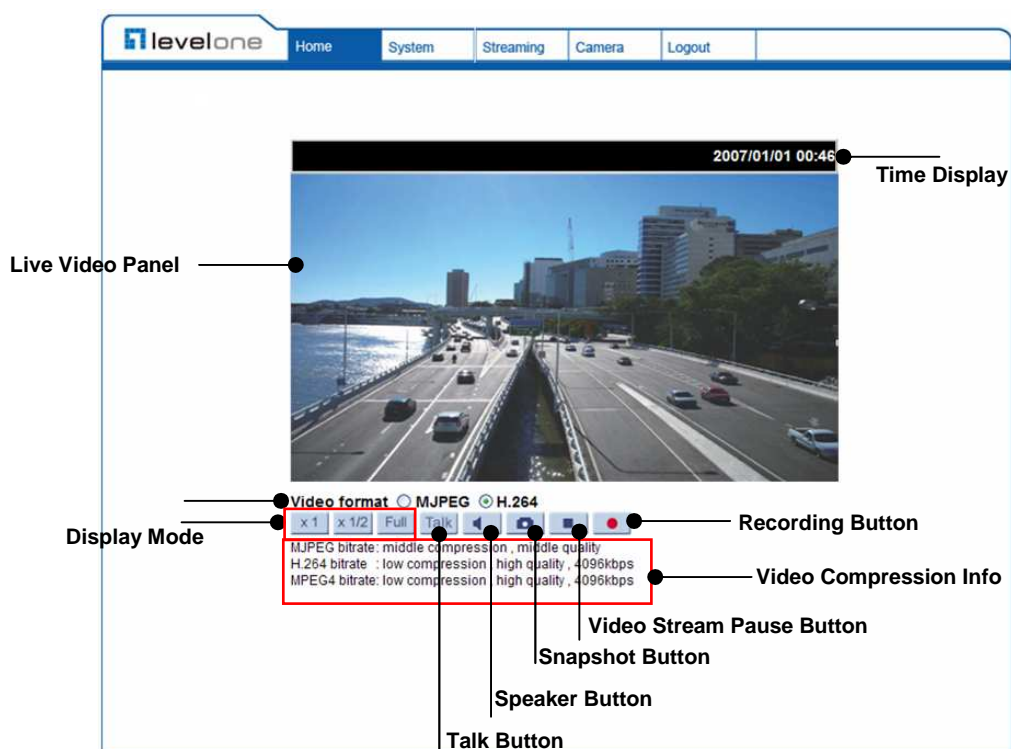 levelone
Home System Streaming Camera Logout
2007/01/01 00:46
Time Display
Live Video Panel
Video format MJPEG H.264
x 1 x 1/2 Full Talk
Recording Button
Display Mode
MJPEG bitrate: middle compression , middle quality
H.264 bitrate : low compression , high quality , 4096kbps
MPEG4 bitrate: low compression , high quality , 4096kbps
Video Compression Info
Video Stream Pause Button
Snapshot Button
Speaker Button
Talk Button